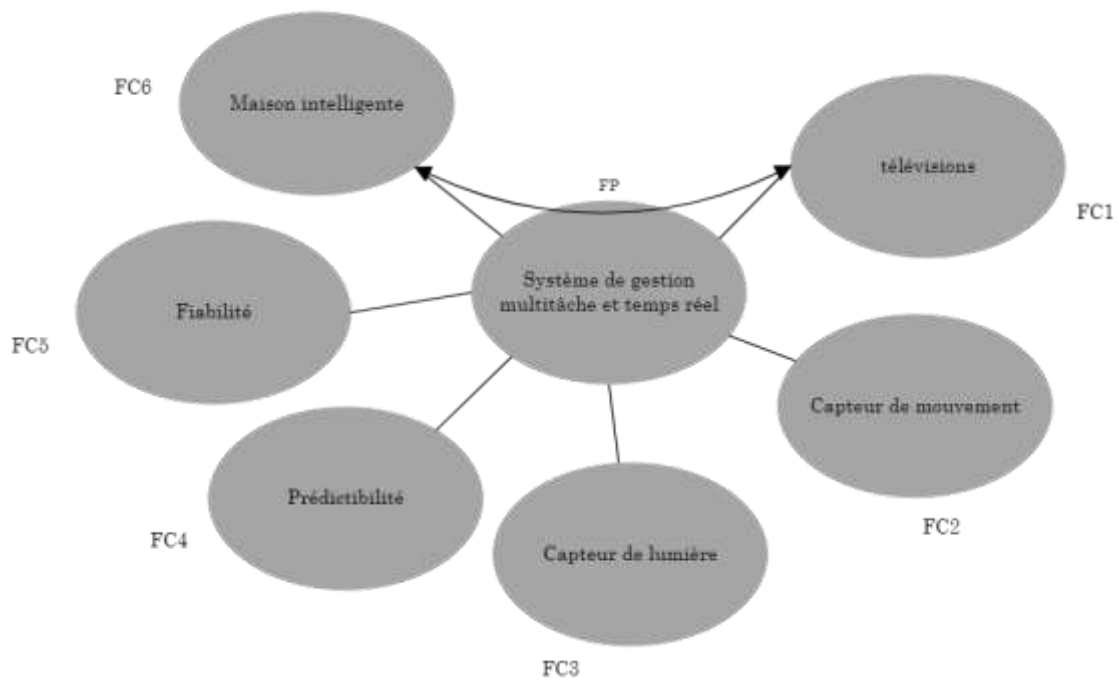 FC6
Maison intelligente
télévisions
FP
FC1
Système de gestion
multitâche et temps réel
Fiabilité
FC5
Capteur de mouvement
Prédictibilité
FC4
FC2
Capteur de lumière
FC3